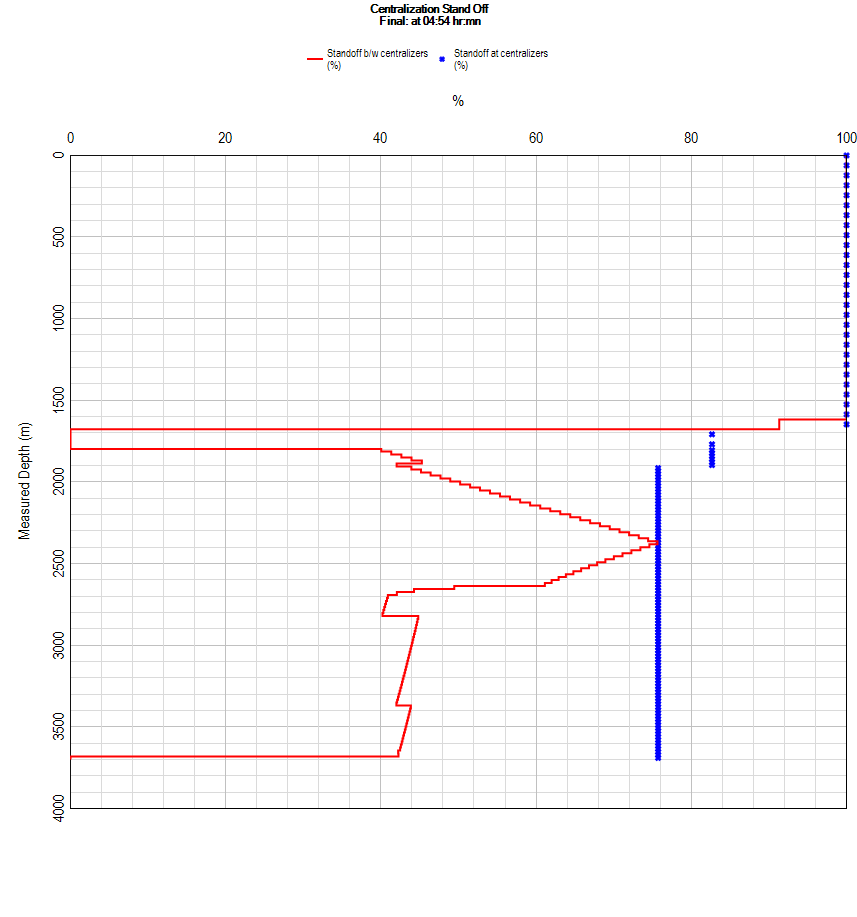 Centralization Stand Off
Final: at 04:54 hr:mn
Standoff b/w centralizers
(%)
Standoff at centralizers
(%)
%
0 20 40 60 80 100
Measured Depth (m)
0
500
1000
1500
2000
2500
3000
3500
4000